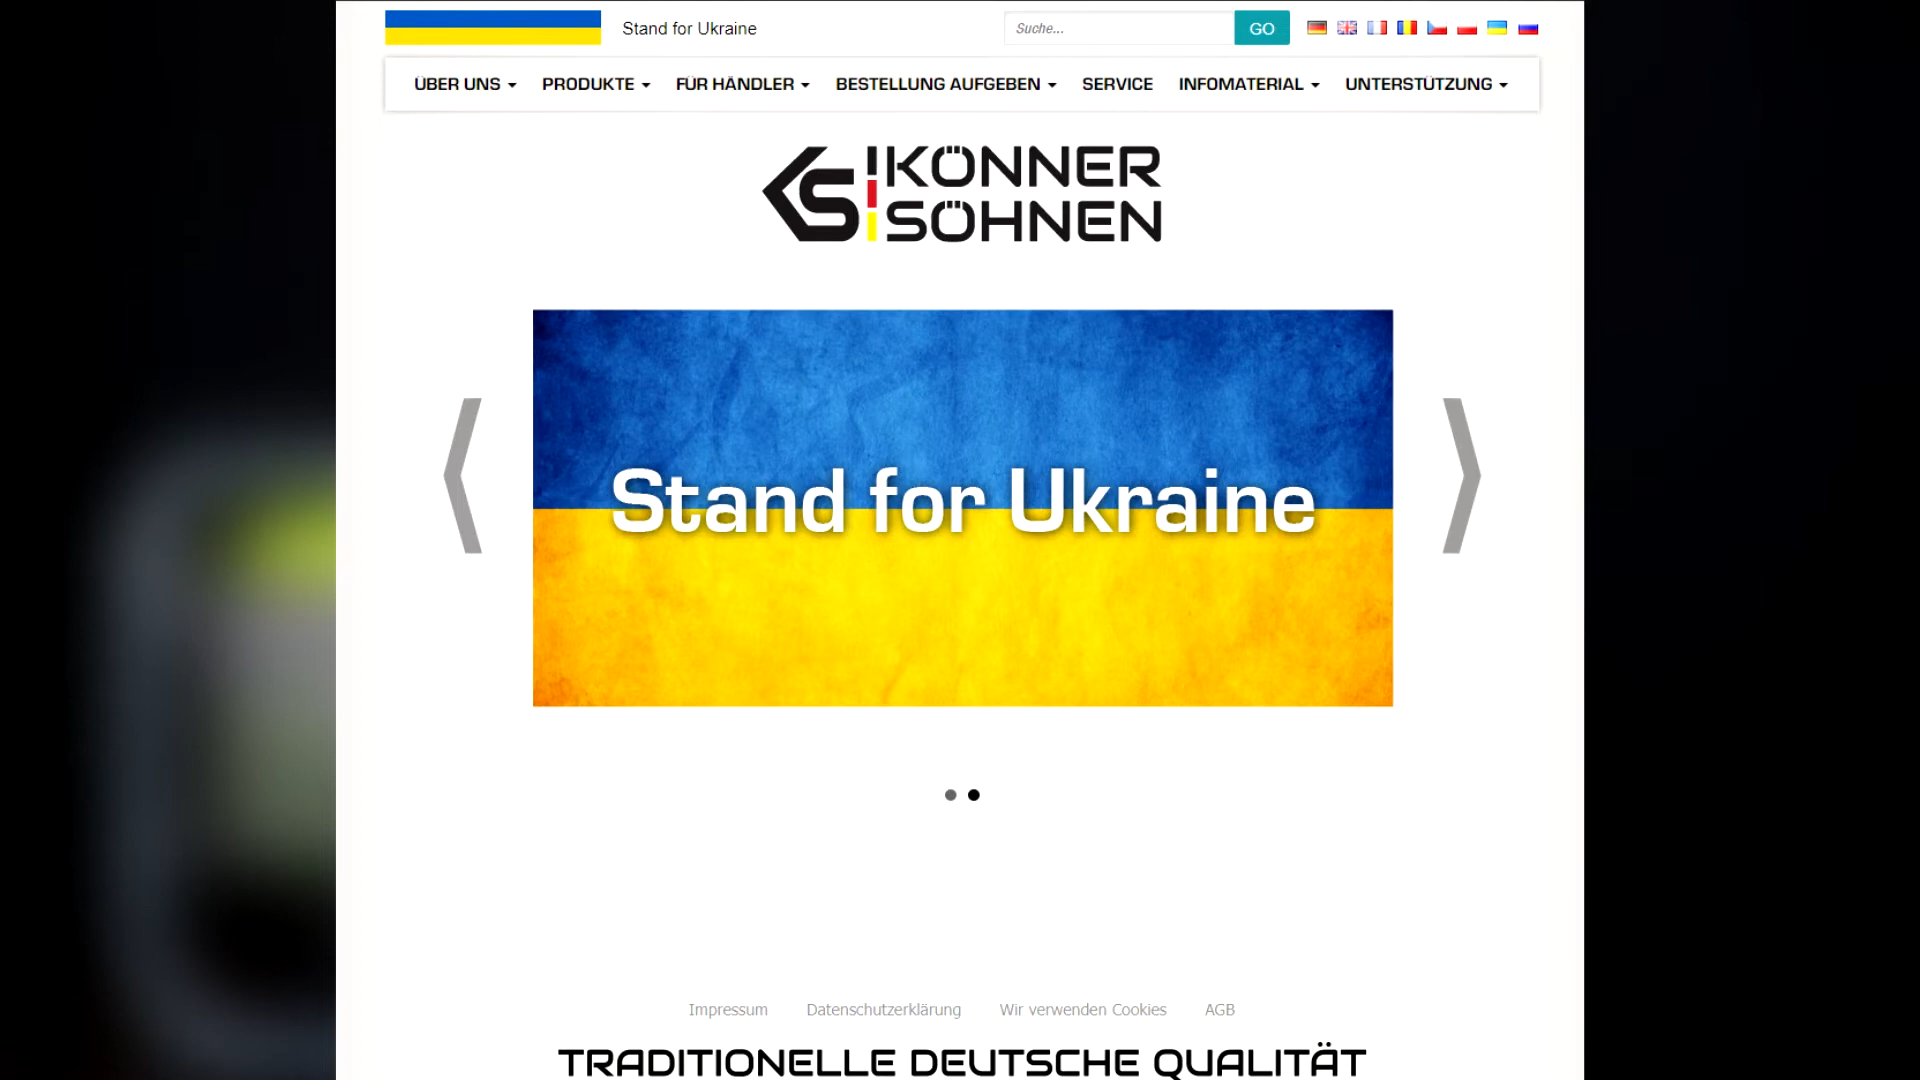 Stand for Ukraine
Suche...
GO
ÜBER UNS
PRODUKTE
FÜR HÄNDLER
BESTELLUNG AUFGEBEN
SERVICE
INFOMATERIAL
UNTERSTÜTZUNG
KS KÖNNER
SÖHNEN
Stand for Ukraine
Impressum
Datenschutzerklärung
Wir verwenden Cookies
AGB
TRADITIONELLE DEUTSCHE QUALITÄT